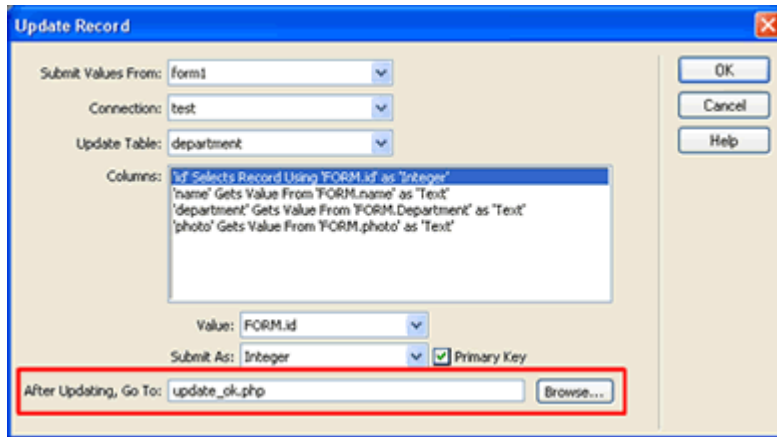 Update Record
Submit Values From: form1
OK
Connection: test
Cancel
Update Table: department
Help
Columns: 'id' Selects Record Using 'FORM.id' as 'Integer'
'name' Gets Value From 'FORM.name' as 'Text'
'department' Gets Value From 'FORM.Department' as 'Text'
'photo' Gets Value From 'FORM.photo' as 'Text'
Value: FORM.id
Submit As: Integer Primary Key
After Updating, Go To: update_ok.php Browse...